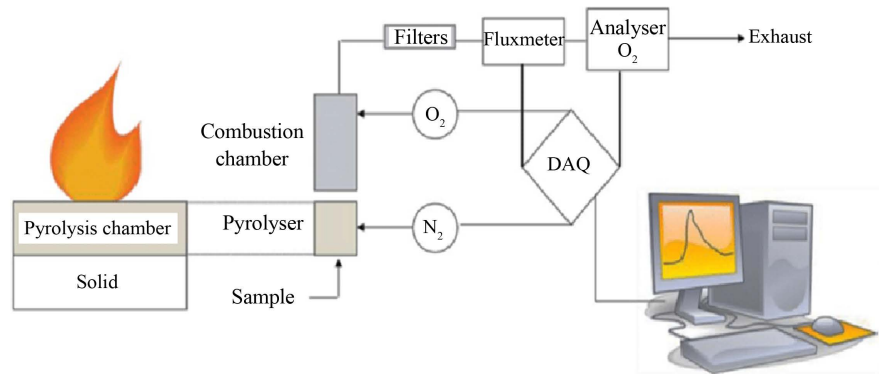 Filters
Fluxmeter
Analyser
O₂
Exhaust
Combustion
chamber
O₂
DAQ
Pyrolysis chamber
Pyrolyser
N₂
Solid
Sample